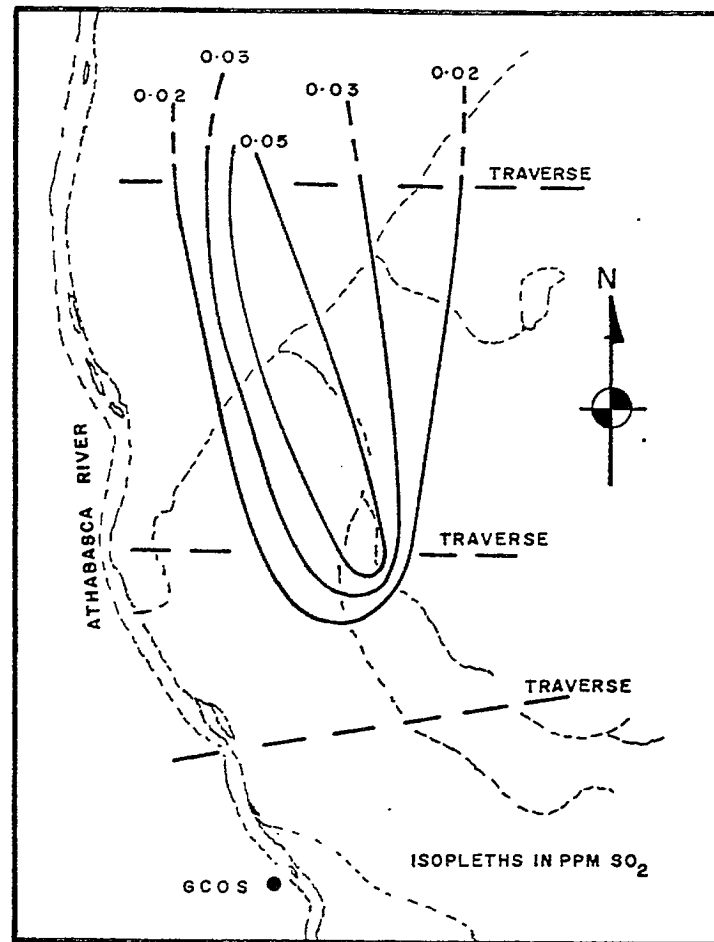 0.03
0.02
0.03
0.02
0.05
TRAVERSE
N
ATHABASCA RIVER
TRAVERSE
TRAVERSE
ISOPLETHS IN PPM SO₂
GCOS